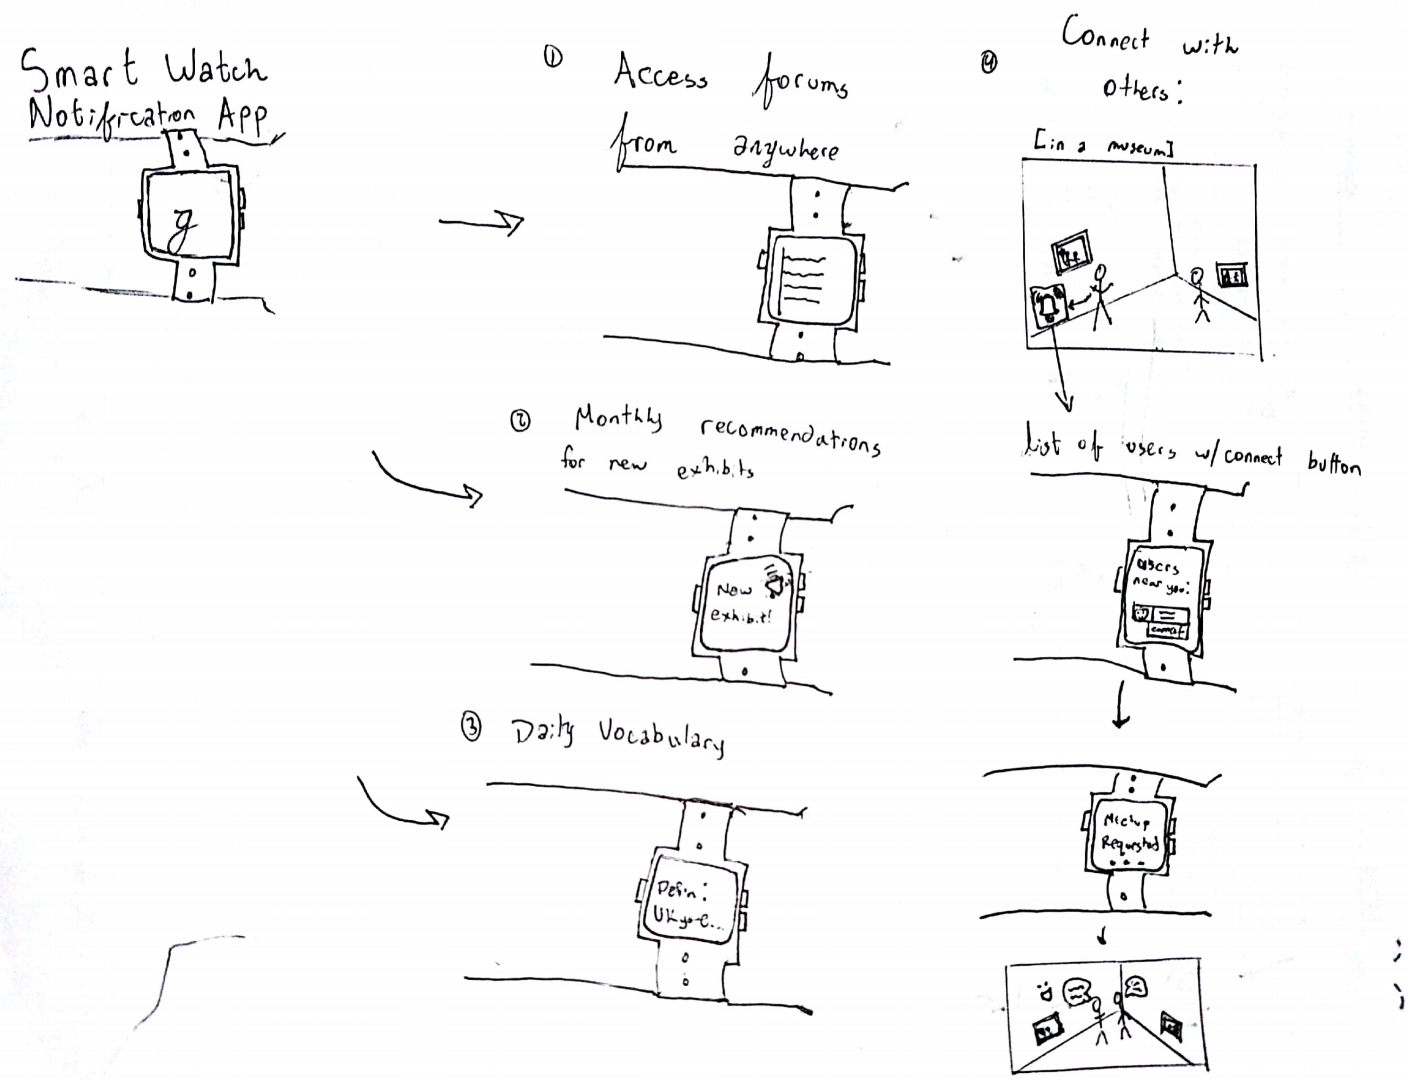 Smart Watch
Notification App
g
① Access forums
from anywhere
② Monthly recommendations
for new exhibits
New
exhibit!
③ Daily Vocabulary
Defin:
Ukiyo-e...
④ Connect with
others:
[in a museum]
list of users w/connect button
users
near you:
connect
Meetup
Requested
...